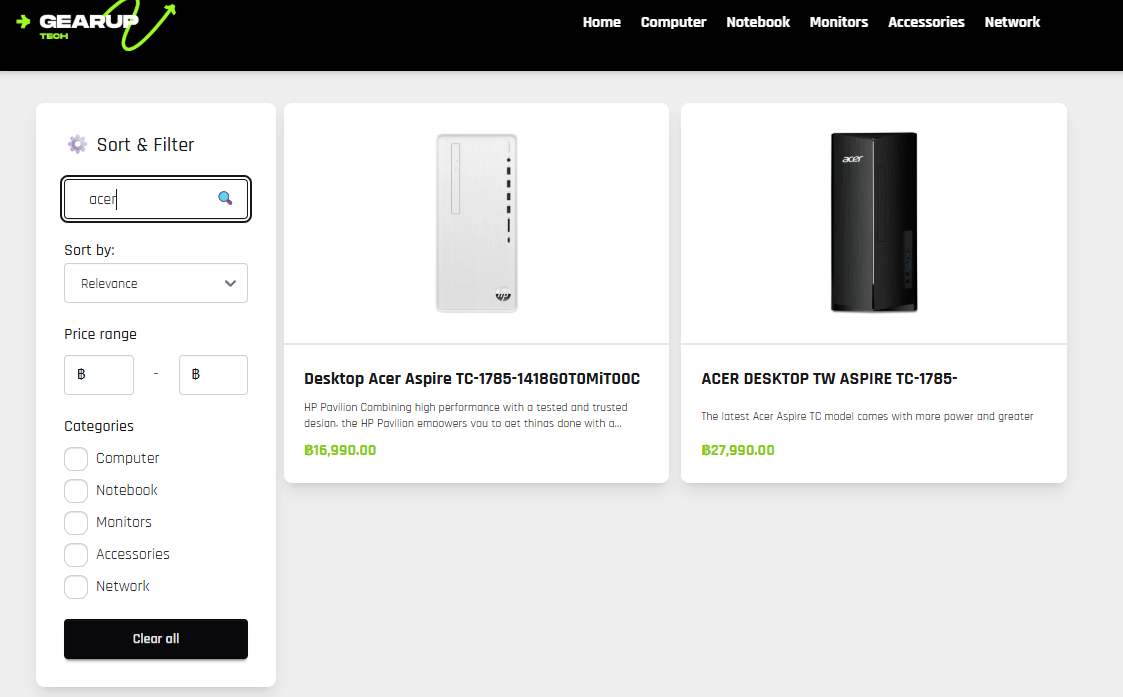 GEARUP
TECH
Home Computer Notebook Monitors Accessories Network
Sort & Filter
acer
Sort by:
Relevance
Price range
฿ - ฿
Categories
Computer
Notebook
Monitors
Accessories
Network
Clear all
hp
Desktop Acer Aspire TC-1785-1418G0T0MiT00C
HP Pavilion Combining high performance with a tested and trusted
design, the HP Pavilion empowers you to get things done with a...
฿16,990.00
acer
ACER DESKTOP TW ASPIRE TC-1785-
The latest Acer Aspire TC model comes with more power and greater
฿27,990.00